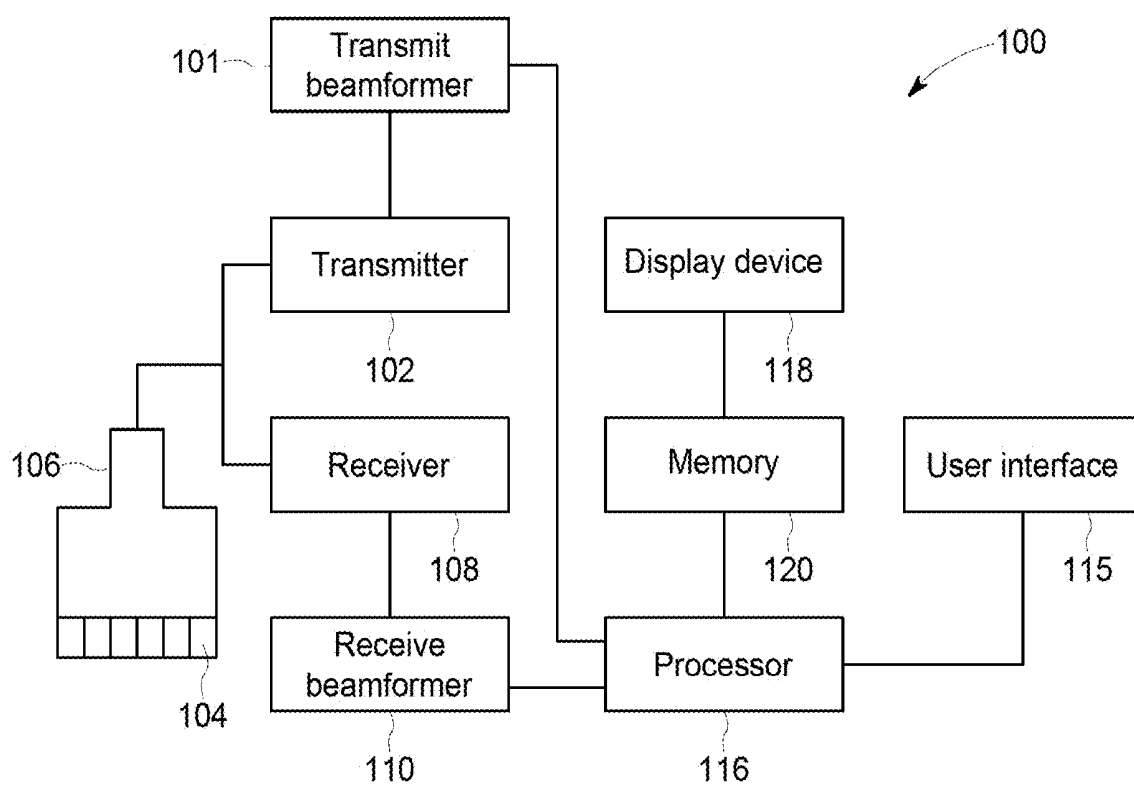 Transmit
beamformer
101
100
Transmitter
102
Display device
118
106
Receiver
108
Memory
120
User interface
115
104
Receive
beamformer
110
Processor
116